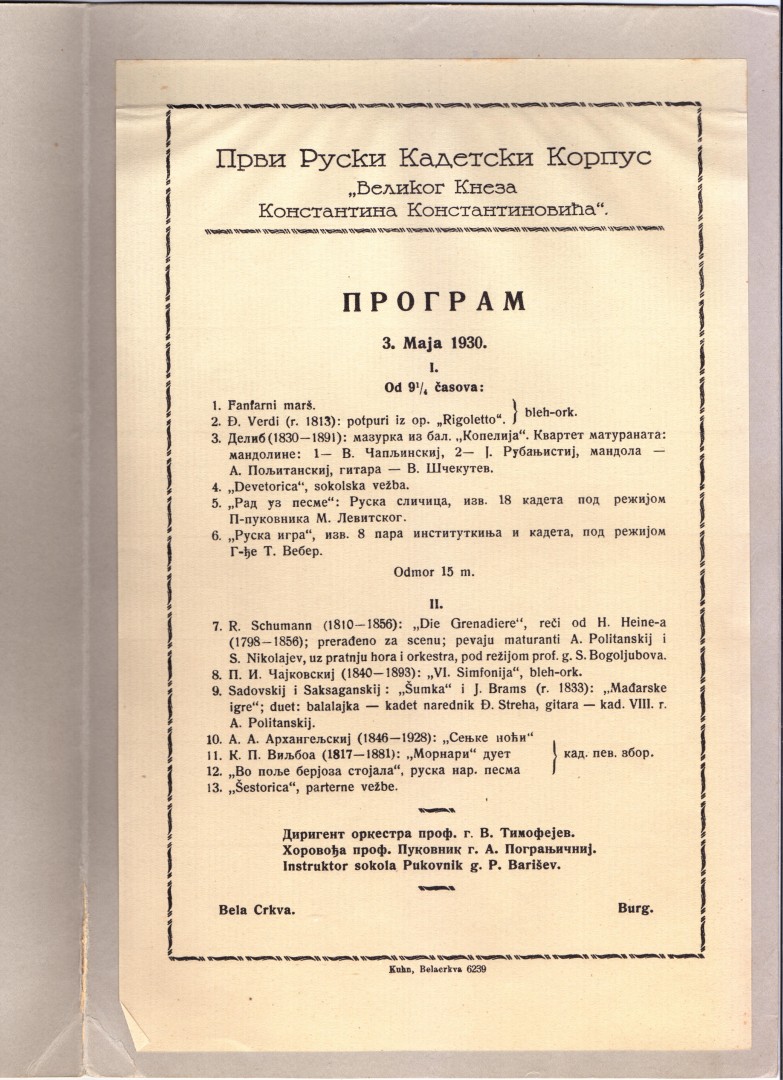 Први Руски Кадетски Корпус
„Великог Кнеза
Константина Константиновића“.
ПРОГРАМ
3. Маја 1930.
I.
Od 9¹/₄ časova:
1. Fanfarni marš.
2. Đ. Verdi (r. 1813): potpuri iz op. „Rigoletto“. } bleh-ork.
3. Делиб (1830—1891): мазурка из бал. „Копелија“. Квартет матураната:
мандолине: 1— В. Чапљинскиј, 2— Ј. Рубањистиј, мандола —
А. Пољитанскиј, гитара — В. Шчекутев.
4. „Devetorica“, sokolska vežba.
5. „Рад уз песме“: Руска сличица, изв. 18 кадета под режијом
П-пуковника М. Левитског.
6. „Руска игра“, изв. 8 пара институткиња и кадета, под режијом
Г-ђе Т. Вебер.
Odmor 15 m.
II.
7. R. Schumann (1810—1856): „Die Grenadiere“, reči od H. Heine-a
(1798—1856); prerađeno za scenu; pevaju maturanti A. Politanskij i
S. Nikolajev, uz pratnju hora i orkestra, pod režijom prof. g. S. Bogoljubova.
8. П. И. Чајковскиј (1840—1893): „VI. Simfonija“, bleh-ork.
9. Sadovskij i Saksaganskij : „Šumka“ i J. Brams (r. 1833): „Mađarske
igre“; duet: balalajka — kadet narednik Đ. Streha, gitara — kad. VIII. r.
A. Politanskij.
10. А. А. Архангељскиј (1846—1928): „Сењке ноћи“
11. К. П. Виљбоа (1817—1881): „Морнари“ дует } кад. пев. збор.
12. „Во поље берјоза стојала“, руска нар. песма
13. „Šestorica“, parterne vežbe.
Диригент оркестра проф. г. В. Тимофејев.
Хоровођа проф. Пуковник г. А. Пограњичниј.
Instruktor sokola Pukovnik g. P. Barišev.
Bela Crkva. Burg.
Kuhn, Belacrkva 6239